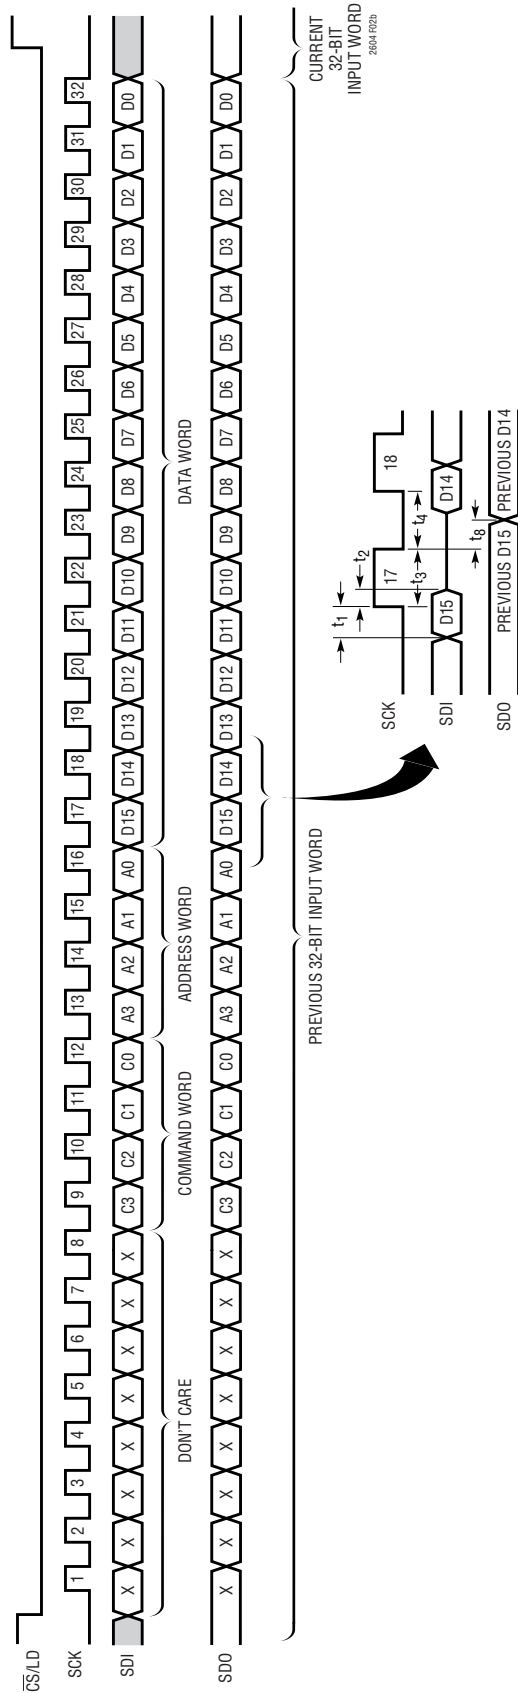 CS/LD
SCK
1 2 3 4 5 6 7 8 9 10 11 12 13 14 15 16 17 18 19 20 21 22 23 24 25 26 27 28 29 30 31 32
SDI
X X X X X X X X C3 C2 C1 C0 A3 A2 A1 A0 D15 D14 D13 D12 D11 D10 D9 D8 D7 D6 D5 D4 D3 D2 D1 D0
DON'T CARE
COMMAND WORD
ADDRESS WORD
DATA WORD
SDO
X X X X X X X X C3 C2 C1 C0 A3 A2 A1 A0 D15 D14 D13 D12 D11 D10 D9 D8 D7 D6 D5 D4 D3 D2 D1 D0
PREVIOUS 32-BIT INPUT WORD
CURRENT
32-BIT
INPUT WORD
2604 F02b
t1
t2
SCK
17 18
t3 t4
SDI
D15 D14
t8
SDO
PREVIOUS D15 PREVIOUS D14